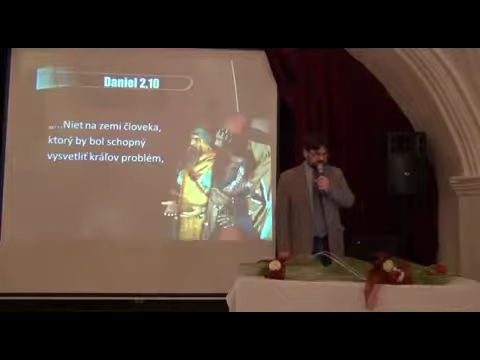 Daniel 2,10
„...Niet na zemi človeka,
ktorý by bol schopný
vysvetliť kráľov problém,